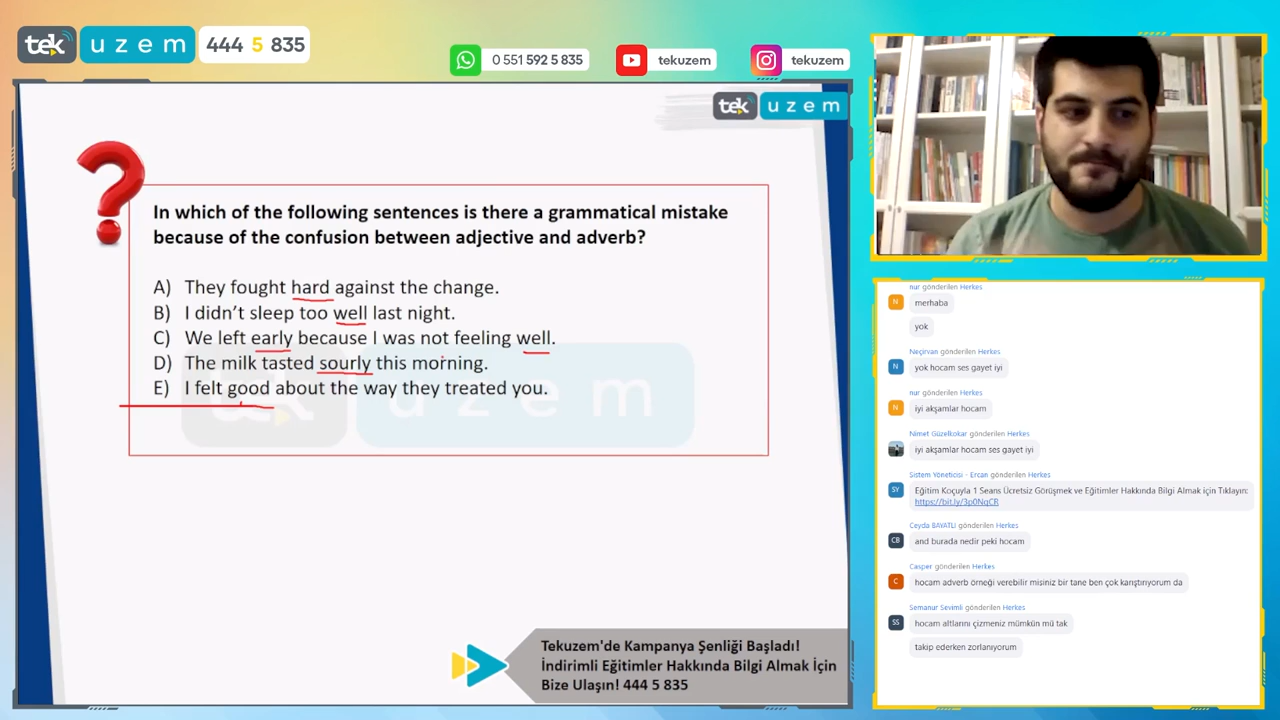 tek uzem 444 5 835
0 551 592 5 835
tekuzem
tekuzem
tek uzem
In which of the following sentences is there a grammatical mistake
because of the confusion between adjective and adverb?
A) They fought hard against the change.
B) I didn't sleep too well last night.
C) We left early because I was not feeling well.
D) The milk tasted sourly this morning.
E) I felt good about the way they treated you.
Tekuzem'de Kampanya Şenliği Başladı!
İndirimli Eğitimler Hakkında Bilgi Almak İçin
Bize Ulaşın! 444 5 835
nur gönderilen Herkes
N merhaba
yok
Neçirvan gönderilen Herkes
N yok hocam ses gayet iyi
nur gönderilen Herkes
N iyi akşamlar hocam
Nimet Güzelkokar gönderilen Herkes
iyi akşamlar hocam ses gayet iyi
Sistem Yöneticisi - Ercan gönderilen Herkes
SY Eğitim Koçuyla 1 Seans Ücretsiz Görüşmek ve Eğitimler Hakkında Bilgi Almak için Tıklayın:
https://bit.ly/3p0NqCR
Ceyda BAYATLI gönderilen Herkes
CB and burada nedir peki hocam
Casper gönderilen Herkes
C hocam adverb örneği verebilir misiniz bir tane ben çok karıştırıyorum da
Semanur Sevimli gönderilen Herkes
SS hocam altlarını çizmeniz mümkün mü tak
takip ederken zorlanıyorum